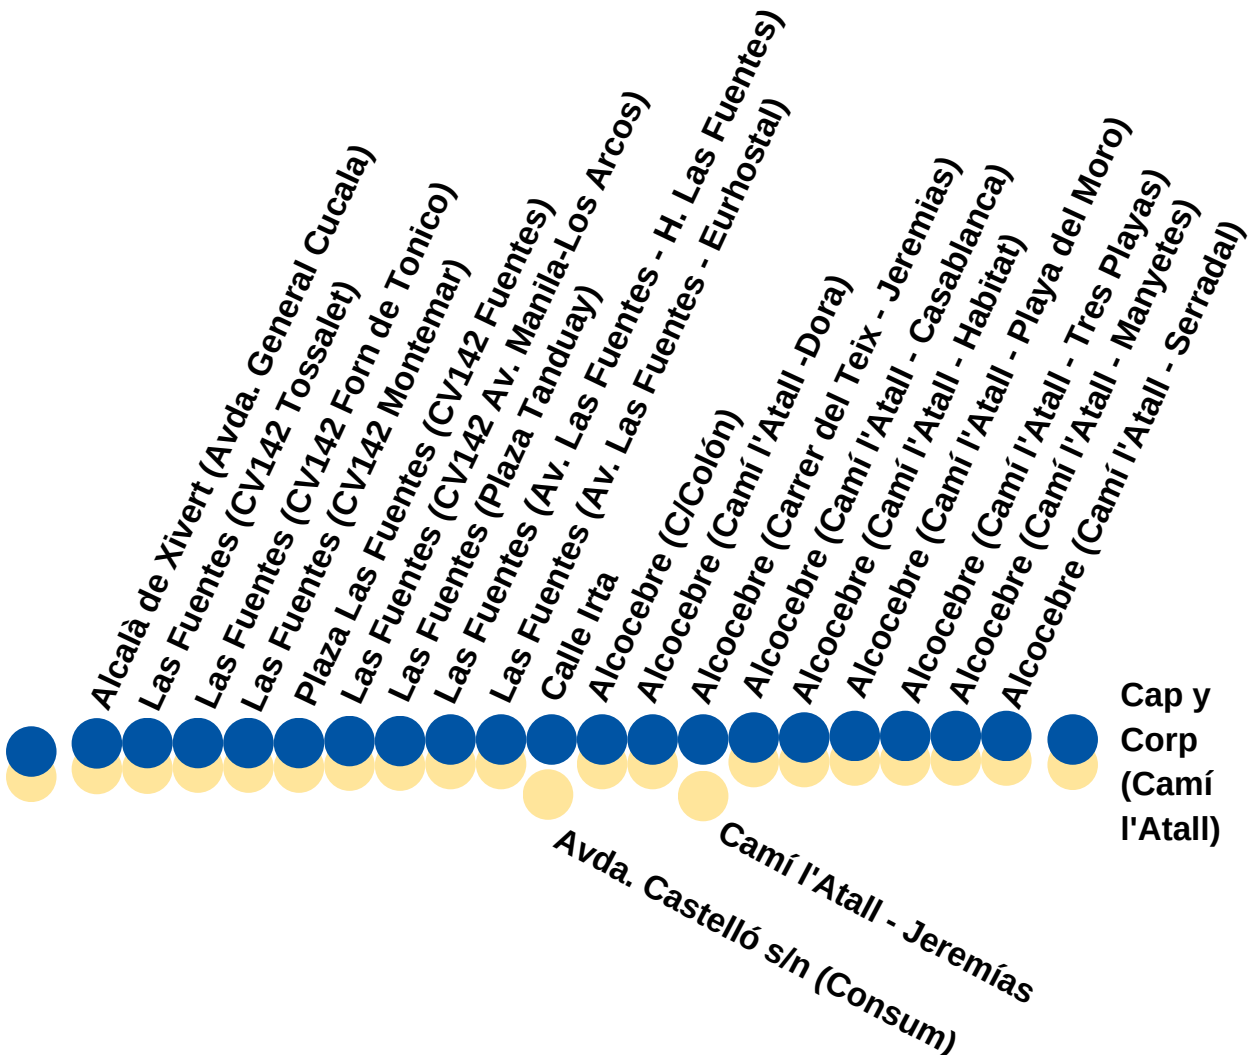 Alcalà de Xivert (Avda. General Cucala)
Las Fuentes (CV142 Tossalet)
Las Fuentes (CV142 Forn de Tonico)
Las Fuentes (CV142 Montemar)
Plaza Las Fuentes (CV142 Fuentes)
Las Fuentes (CV142 Av. Manila-Los Arcos)
Las Fuentes (Plaza Tanduay)
Las Fuentes (Av. Las Fuentes - H. Las Fuentes)
Las Fuentes (Av. Las Fuentes - Eurhostal)
Calle Irta
Alcocebre (C/Colón)
Alcocebre (Camí l'Atall -Dora)
Alcocebre (Carrer del Teix - Jeremias)
Alcocebre (Camí l'Atall - Casablanca)
Alcocebre (Camí l'Atall - Habitat)
Alcocebre (Camí l'Atall - Playa del Moro)
Alcocebre (Camí l'Atall - Tres Playas)
Alcocebre (Camí l'Atall - Manyetes)
Alcocebre (Camí l'Atall - Serradal)
Cap y
Corp
(Camí
l'Atall)
Avda. Castelló s/n (Consum)
Camí l'Atall - Jeremías